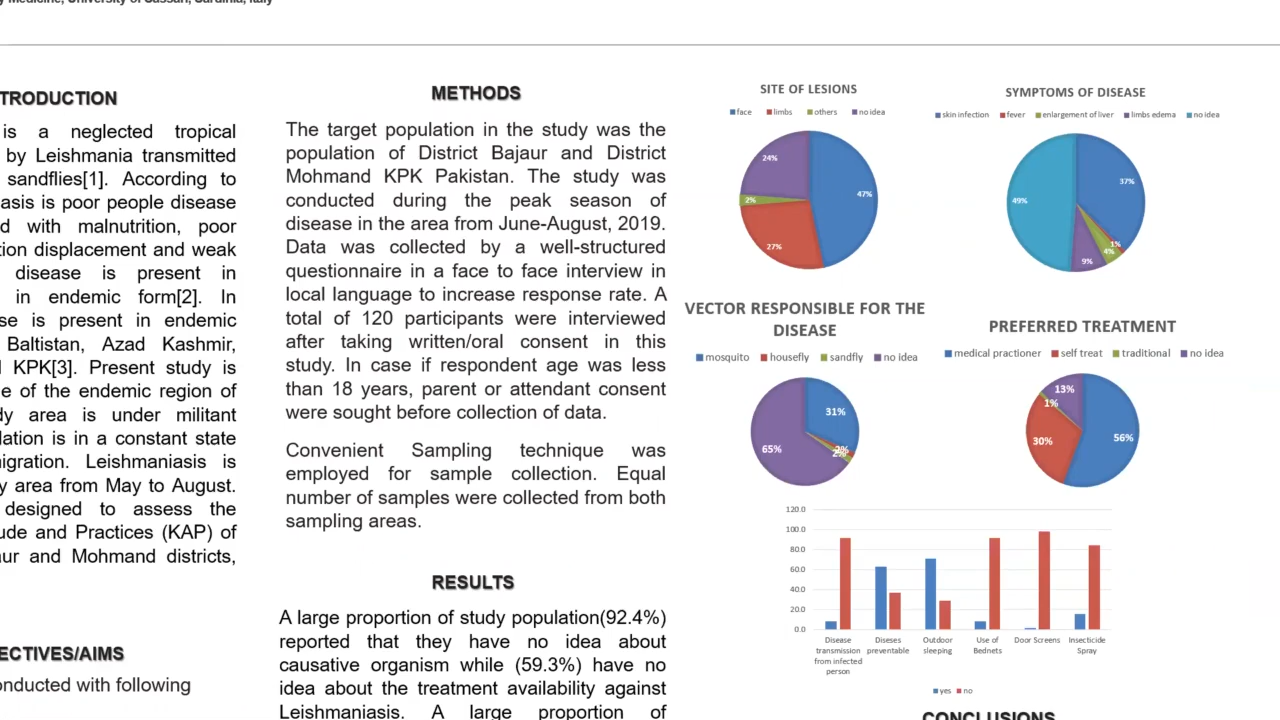 y Medicine, University of Sassari, Sardinia, Italy
TRODUCTION
is a neglected tropical
by Leishmania transmitted
sandflies[1]. According to
asis is poor people disease
d with malnutrition, poor
tion displacement and weak
disease is present in
in endemic form[2]. In
se is present in endemic
Baltistan, Azad Kashmir,
KPK[3]. Present study is
e of the endemic region of
dy area is under militant
lation is in a constant state
nigration. Leishmaniasis is
y area from May to August.
designed to assess the
ude and Practices (KAP) of
aur and Mohmand districts,
ECTIVES/AIMS
onducted with following
METHODS
The target population in the study was the
population of District Bajaur and District
Mohmand KPK Pakistan. The study was
conducted during the peak season of
disease in the area from June-August, 2019.
Data was collected by a well-structured
questionnaire in a face to face interview in
local language to increase response rate. A
total of 120 participants were interviewed
after taking written/oral consent in this
study. In case if respondent age was less
than 18 years, parent or attendant consent
were sought before collection of data.
Convenient Sampling technique was
employed for sample collection. Equal
number of samples were collected from both
sampling areas.
RESULTS
A large proportion of study population(92.4%)
reported that they have no idea about
causative organism while (59.3%) have no
idea about the treatment availability against
Leishmaniasis. A large proportion of
SITE OF LESIONS
face limbs others no idea
24%
47%
2%
27%
SYMPTOMS OF DISEASE
skin infection fever enlargement of liver limbs edema no idea
37%
49%
1%
4%
9%
VECTOR RESPONSIBLE FOR THE
DISEASE
mosquito housefly sandfly no idea
31%
65%
2%
2%
PREFERRED TREATMENT
medical practioner self treat traditional no idea
13%
1%
56%
30%
120.0
100.0
80.0
60.0
40.0
20.0
0.0
Disease
transmission
from infected
person
Diseses
preventable
Outdoor
sleeping
Use of
Bednets
Door Screens
Insecticide
Spray
yes no
CONCLUSIONS